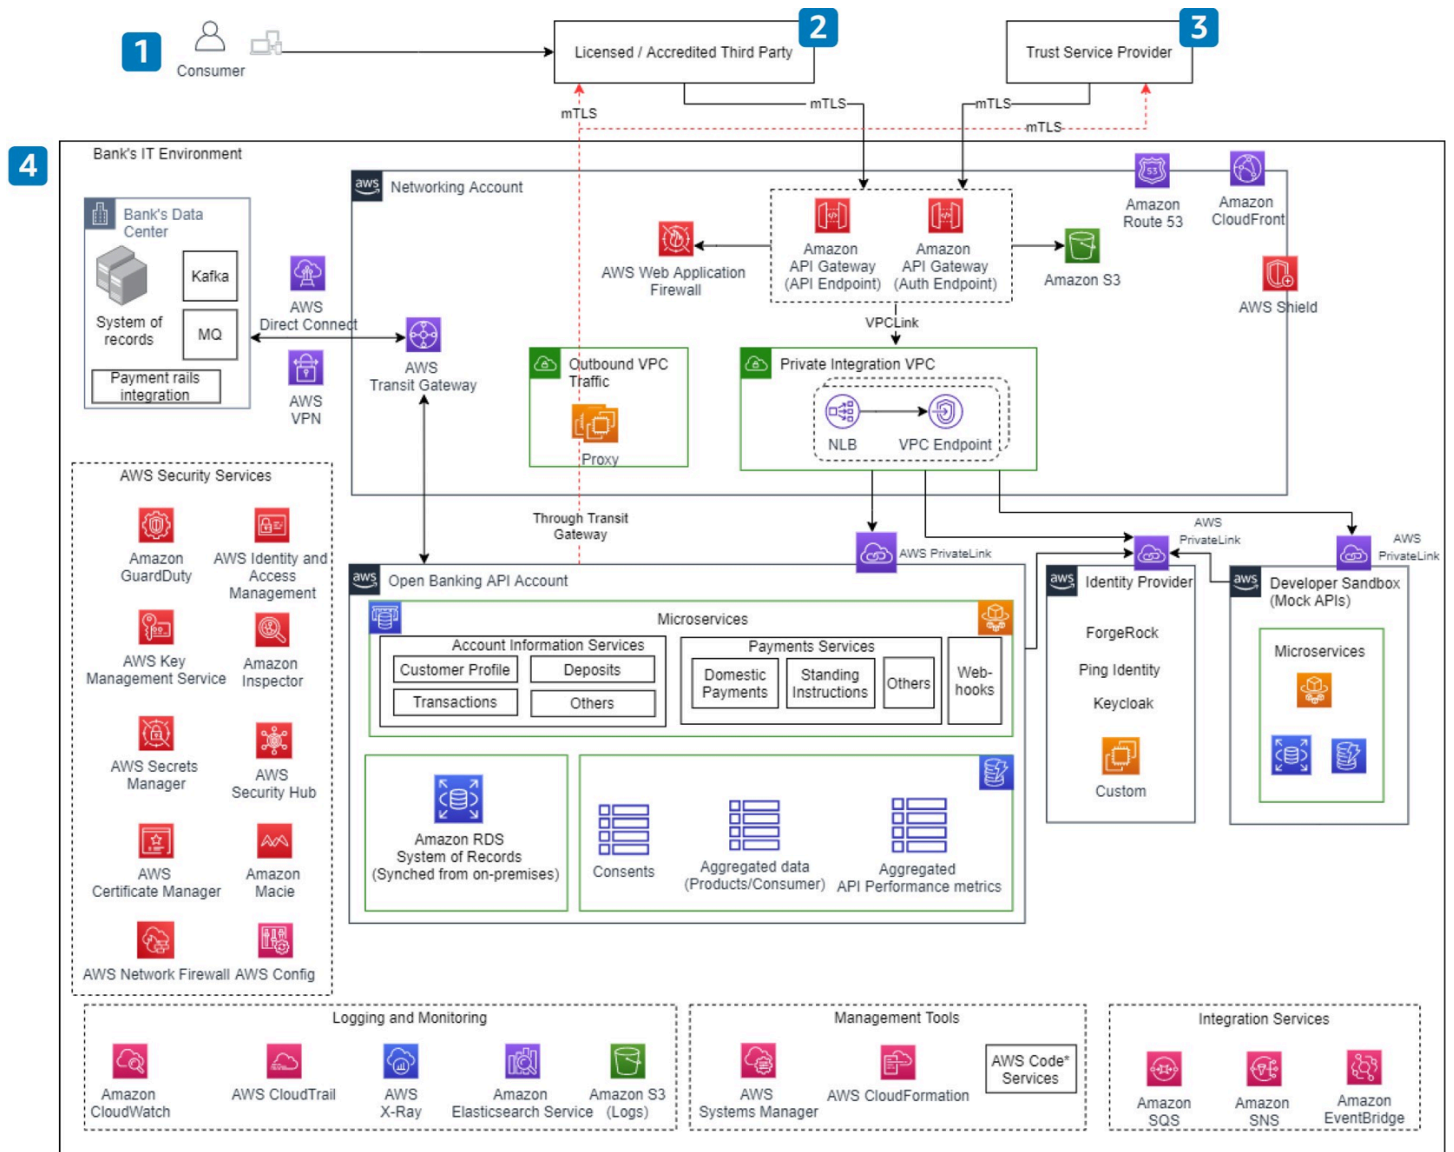 1
Consumer
Licensed / Accredited Third Party
2
Trust Service Provider
3
mTLS
mTLS
mTLS
mTLS
4
Bank's IT Environment
aws
Networking Account
53
Amazon
Route 53
Amazon
CloudFront
Bank's Data
Center
System of
records
Kafka
MQ
Payment rails
integration
AWS
Direct Connect
AWS
VPN
AWS
Transit Gateway
AWS Web Application
Firewall
Amazon
API Gateway
(API Endpoint)
Amazon
API Gateway
(Auth Endpoint)
Amazon S3
AWS Shield
VPCLink
Outbound VPC
Traffic
Proxy
Private Integration VPC
NLB
VPC Endpoint
Through Transit
Gateway
AWS PrivateLink
AWS
PrivateLink
AWS
PrivateLink
AWS Security Services
Amazon
GuardDuty
AWS Identity and
Access
Management
AWS Key
Management Service
Amazon
Inspector
AWS Secrets
Manager
AWS
Security Hub
AWS
Certificate Manager
Amazon
Macie
AWS Network Firewall
AWS Config
aws
Open Banking API Account
Microservices
Account Information Services
Customer Profile
Deposits
Transactions
Others
Payments Services
Domestic
Payments
Standing
Instructions
Others
Web-
hooks
Amazon RDS
System of Records
(Synched from on-premises)
Consents
Aggregated data
(Products/Consumer)
Aggregated
API Performance metrics
aws
Identity Provider
ForgeRock
Ping Identity
Keycloak
Custom
aws
Developer Sandbox
(Mock APIs)
Microservices
Logging and Monitoring
Amazon
CloudWatch
AWS CloudTrail
AWS
X-Ray
Amazon
Elasticsearch Service
Amazon S3
(Logs)
Management Tools
AWS
Systems Manager
AWS CloudFormation
AWS Code*
Services
Integration Services
Amazon
SQS
Amazon
SNS
Amazon
EventBridge